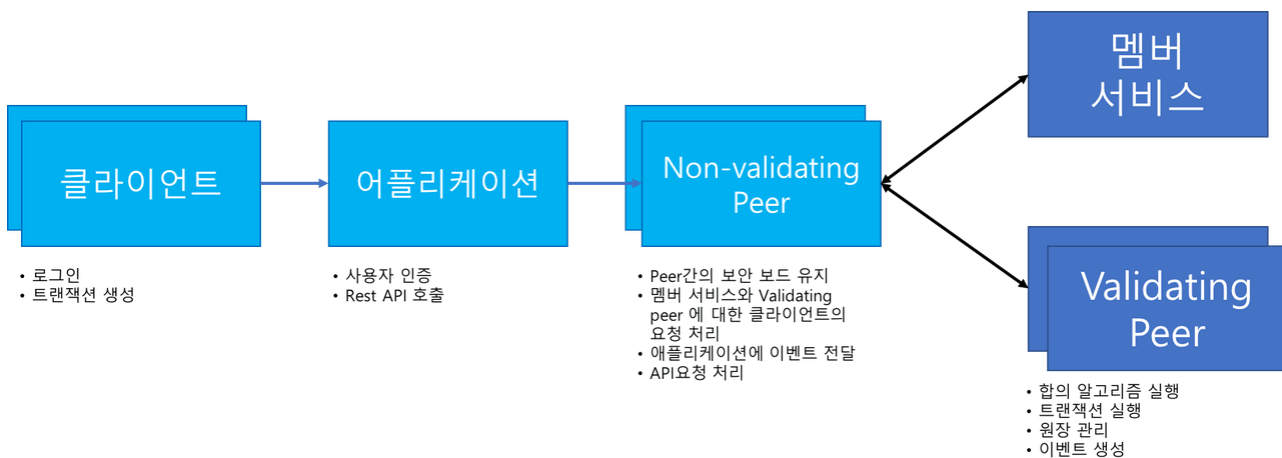 클라이언트
• 로그인
• 트랜잭션 생성
어플리케이션
• 사용자 인증
• Rest API 호출
Non-validating
Peer
• Peer간의 보안 보드 유지
• 멤버 서비스와 Validating
peer 에 대한 클라이언트의
요청 처리
• 애플리케이션에 이벤트 전달
• API요청 처리
멤버
서비스
Validating
Peer
• 합의 알고리즘 실행
• 트랜잭션 실행
• 원장 관리
• 이벤트 생성